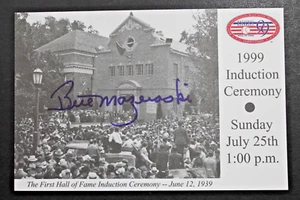 1999
Induction
Ceremony
Sunday
July 25th
1:00 p.m.
Bill Mazeroski
The First Hall of Fame Induction Ceremony -- June 12, 1939